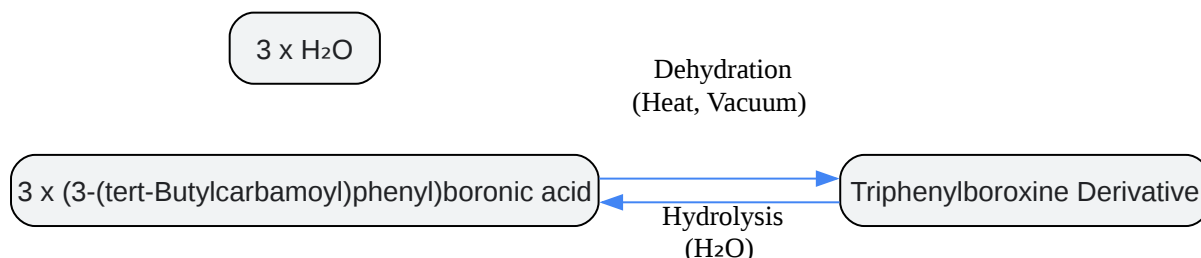 3 x H₂O
Dehydration
(Heat, Vacuum)
3 x (3-(tert-Butylcarbamoyl)phenyl)boronic acid
Triphenylboroxine Derivative
Hydrolysis
(H₂O)